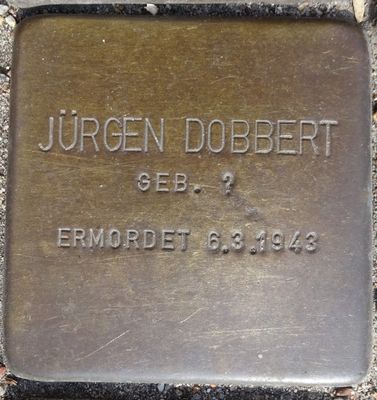 JÜRGEN DOBBERT
GEB. ?
ERMORDET 6.3.1943